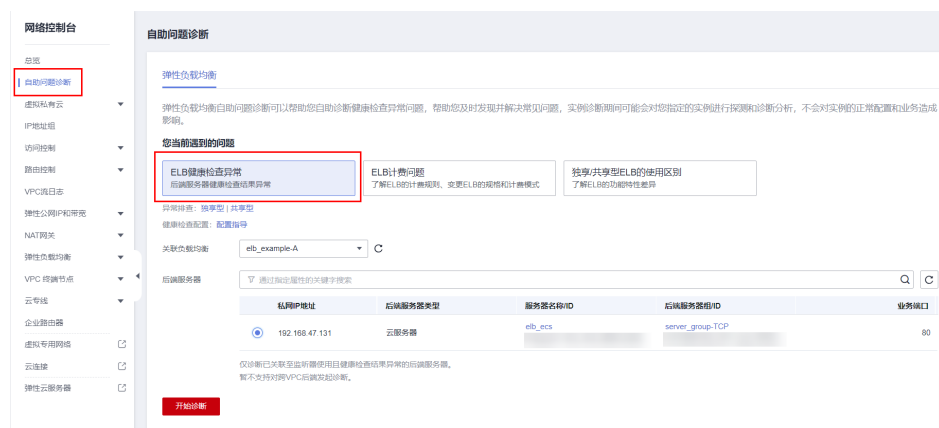 网络控制台
总览
自助问题诊断
虚拟私有云
IP地址组
访问控制
路由控制
VPC流日志
弹性公网IP和带宽
NAT网关
弹性负载均衡
VPC 终端节点
云专线
企业路由器
虚拟专用网络
云连接
弹性云服务器
自助问题诊断
弹性负载均衡
弹性负载均衡自助问题诊断可以帮助您自助诊断健康检查异常问题，帮助您及时发现并解决常见问题，实例诊断期间可能会对您指定的实例进行探测和诊断分析，不会对实例的正常配置和业务造成
影响。
您当前遇到的问题
ELB健康检查异常
后端服务器健康检查结果异常
ELB计费问题
了解ELB的计费规则、变更ELB的规格和计费模式
独享/共享型ELB的使用区别
了解ELB的功能特性差异
异常排查：独享型 | 共享型
健康检查配置：配置指导
关联负载均衡 elb_example-A
后端服务器 通过指定属性的关键字搜索
私网IP地址 后端服务器类型 服务器名称/ID 后端服务器组/ID 业务端口
192.168.47.131 云服务器 elb_ecs server_group-TCP 80
仅诊断已关联至监听器使用且健康检查结果异常的后端服务器。
暂不支持对跨VPC后端发起诊断。
开始诊断